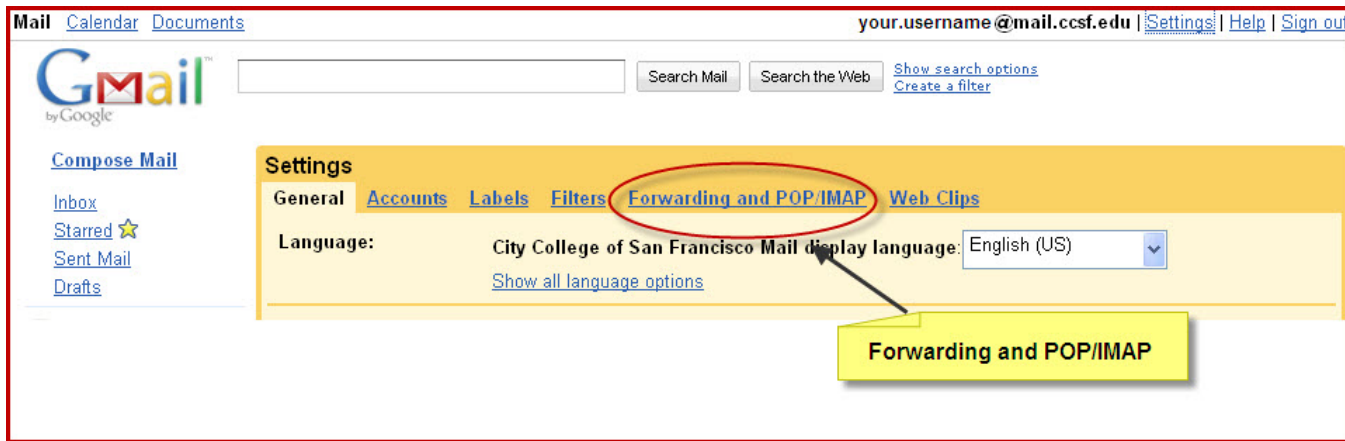 Mail Calendar Documents
your.username@mail.ccsf.edu | Settings | Help | Sign out
Gmail™
by Google
Search Mail Search the Web Show search options
Create a filter
Compose Mail
Inbox
Starred
Sent Mail
Drafts
Settings
General Accounts Labels Filters Forwarding and POP/IMAP Web Clips
Language: City College of San Francisco Mail display language: English (US)
Show all language options
Forwarding and POP/IMAP